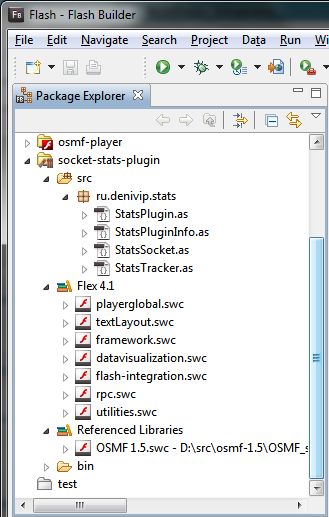 Fb Flash - Flash Builder
File Edit Navigate Search Project Data Run
Package Explorer
osmf-player
socket-stats-plugin
src
ru.denivip.stats
StatsPlugin.as
StatsPluginInfo.as
StatsSocket.as
StatsTracker.as
Flex 4.1
playerglobal.swc
textLayout.swc
framework.swc
datavisualization.swc
flash-integration.swc
rpc.swc
utilities.swc
Referenced Libraries
OSMF 1.5.swc - D:\src\osmf-1.5\OSMF_s
bin
test